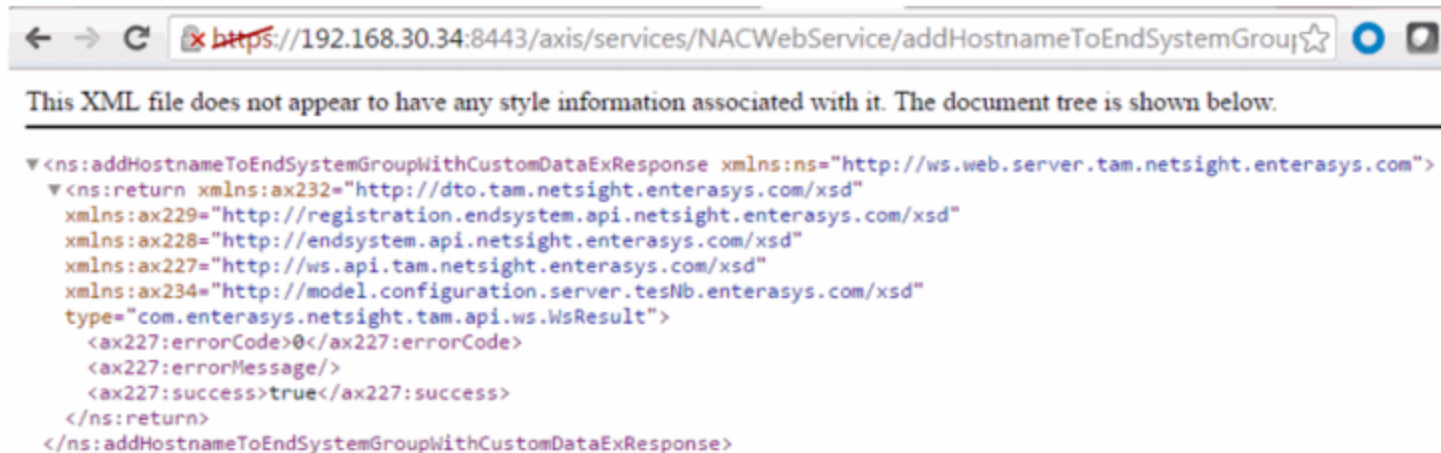 https://192.168.30.34:8443/axis/services/NACWebService/addHostnameToEndSystemGroup
This XML file does not appear to have any style information associated with it. The document tree is shown below.
▼<ns:addHostnameToEndSystemGroupWithCustomDataExResponse xmlns:ns="http://ws.web.server.tam.netsight.enterasys.com">
▼<ns:return xmlns:ax232="http://dto.tam.netsight.enterasys.com/xsd"
xmlns:ax229="http://registration.endsystem.api.netsight.enterasys.com/xsd"
xmlns:ax228="http://endsystem.api.netsight.enterasys.com/xsd"
xmlns:ax227="http://ws.api.tam.netsight.enterasys.com/xsd"
xmlns:ax234="http://model.configuration.server.tesNb.enterasys.com/xsd"
type="com.enterasys.netsight.tam.api.ws.WsResult">
<ax227:errorCode>0</ax227:errorCode>
<ax227:errorMessage/>
<ax227:success>true</ax227:success>
</ns:return>
</ns:addHostnameToEndSystemGroupWithCustomDataExResponse>